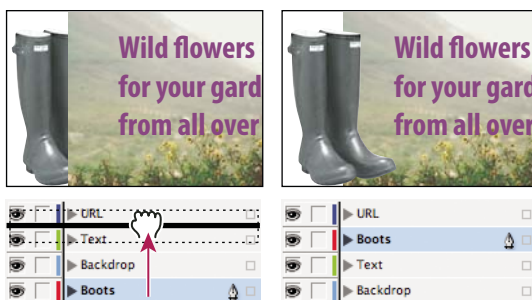 Wild flowers
for your gard
from all over
URL
Text
Backdrop
Boots
Wild flowers
for your gard
from all over
URL
Boots
Text
Backdrop